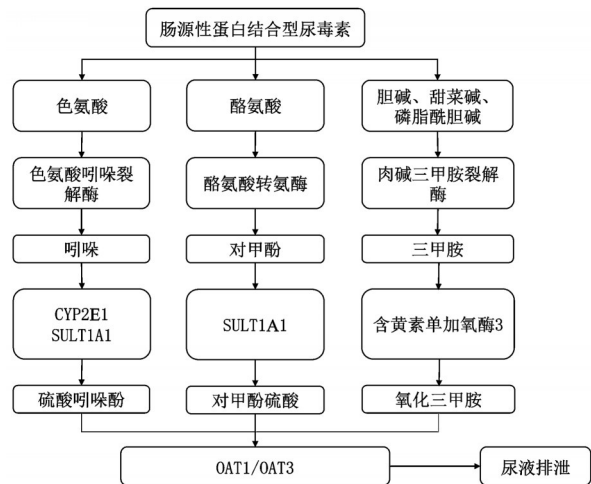 肠源性蛋白结合型尿毒素
色氨酸
酪氨酸
胆碱、甜菜碱、
磷脂酰胆碱
色氨酸吲哚裂
解酶
酪氨酸转氨酶
肉碱三甲胺裂解
酶
吲哚
对甲酚
三甲胺
CYP2E1
SULT1A1
SULT1A1
含黄素单加氧酶3
硫酸吲哚酚
对甲酚硫酸
氧化三甲胺
OAT1/OAT3
尿液排泄